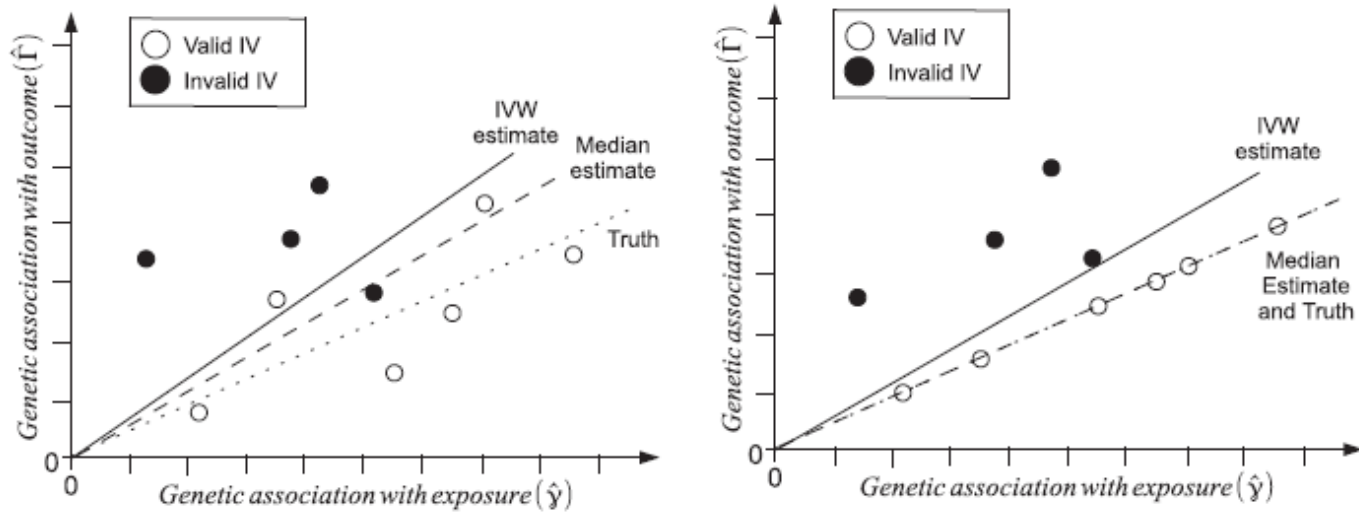 Valid IV
Invalid IV
IVW
estimate
Median
estimate
Truth
Genetic association with outcome (Γ̂)
0
0
Genetic association with exposure (γ̂)
Valid IV
Invalid IV
IVW
estimate
Median
Estimate
and Truth
Genetic association with outcome (Γ̂)
0
0
Genetic association with exposure (γ̂)